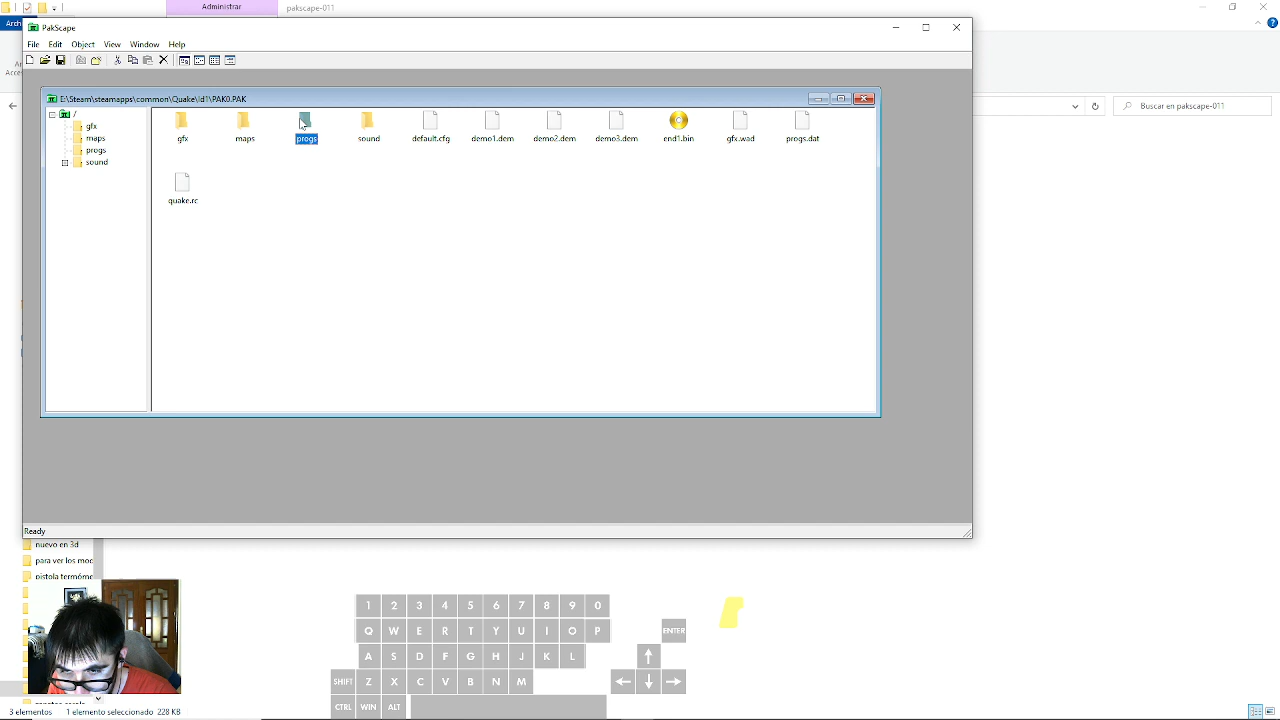 Administrar
pakscape-011
Arch
PakScape
File Edit Object View Window Help
Acces
Buscar en pakscape-011
E:\Steam\steamapps\common\Quake\Id1\PAK0.PAK
/
gfx
maps
progs
sound
gfx maps progs sound default.cfg demo1.dem demo2.dem demo3.dem end1.bin gfx.wad progs.dat
quake.rc
Ready
nuevo en 3d
para ver los mod
pistola termóme
3 elementos 1 elemento seleccionado 228 KB
1 2 3 4 5 6 7 8 9 0
Q W E R T Y U I O P ENTER
A S D F G H J K L
SHIFT Z X C V B N M
CTRL WIN ALT